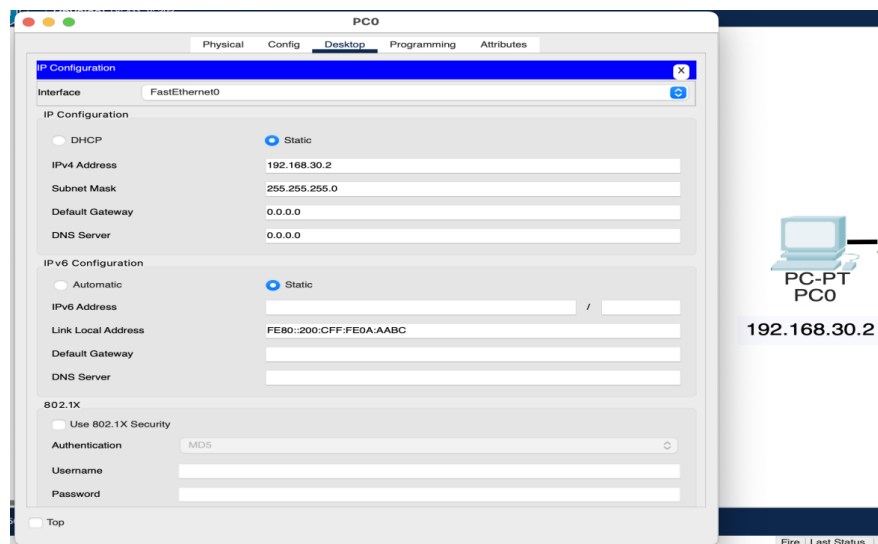 PC0
Physical Config Desktop Programming Attributes
IP Configuration X
Interface FastEthernet0
IP Configuration
DHCP Static
IPv4 Address 192.168.30.2
Subnet Mask 255.255.255.0
Default Gateway 0.0.0.0
DNS Server 0.0.0.0
IPv6 Configuration
Automatic Static
IPv6 Address /
Link Local Address FE80::200:CFF:FE0A:AABC
Default Gateway
DNS Server
802.1X
Use 802.1X Security
Authentication MD5
Username
Password
Top
PC-PT
PC0
192.168.30.2
Fire Last Status